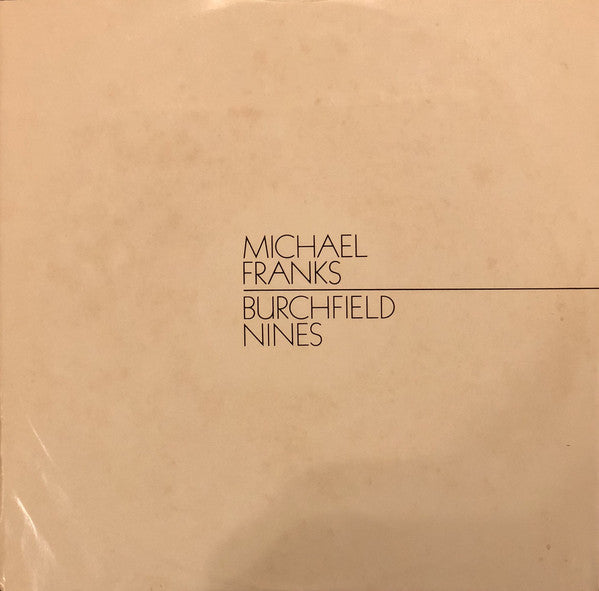 MICHAEL
FRANKS
BURCHFIELD
NINES